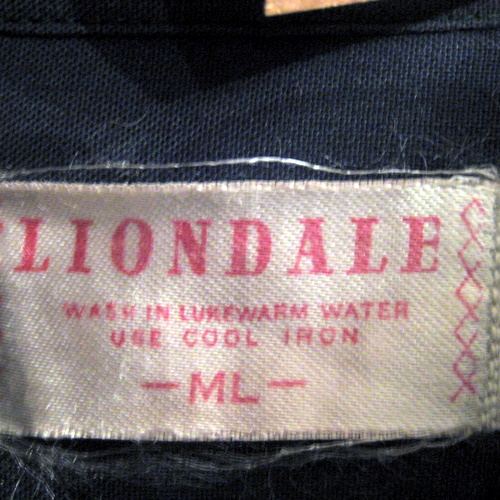 LIONDALE
WASH IN LUKEWARM WATER
USE COOL IRON
-ML-